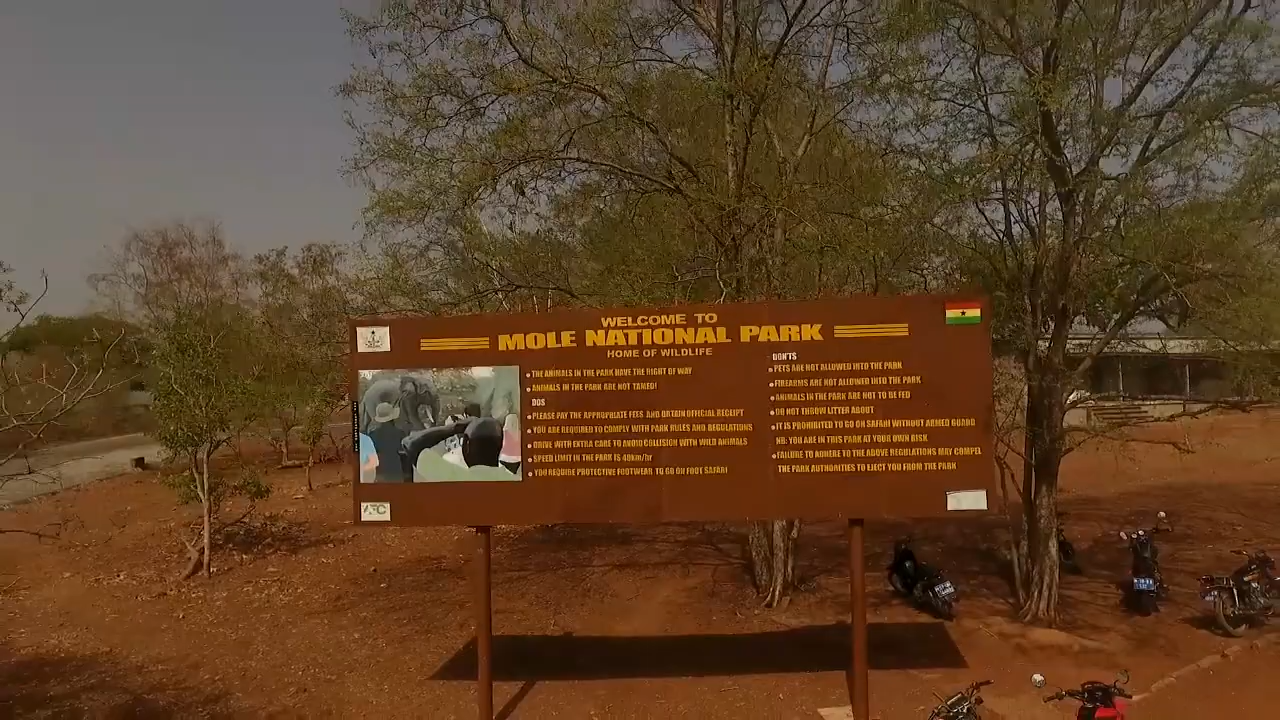 WELCOME TO
MOLE NATIONAL PARK
HOME OF WILDLIFE
THE ANIMALS IN THE PARK HAVE THE RIGHT OF WAY
ANIMALS IN THE PARK ARE NOT TAMED!
DOS
PLEASE PAY THE APPROPRIATE FEES AND OBTAIN OFFICIAL RECEIPT
YOU ARE REQUIRED TO COMPLY WITH PARK RULES AND REGULATIONS
DRIVE WITH EXTRA CARE TO AVOID COLLISION WITH WILD ANIMALS
SPEED LIMIT IN THE PARK IS 40km/hr
YOU REQUIRE PROTECTIVE FOOTWEAR TO GO ON FOOT SAFARI
DON'TS
PETS ARE NOT ALLOWED INTO THE PARK
FIREARMS ARE NOT ALLOWED INTO THE PARK
ANIMALS IN THE PARK ARE NOT TO BE FED
DO NOT THROW LITTER ABOUT
IT IS PROHIBITED TO GO ON SAFARI WITHOUT ARMED GUARD
NB: YOU ARE IN THIS PARK AT YOUR OWN RISK
FAILURE TO ADHERE TO THE ABOVE REGULATIONS MAY COMPEL
THE PARK AUTHORITIES TO EJECT YOU FROM THE PARK